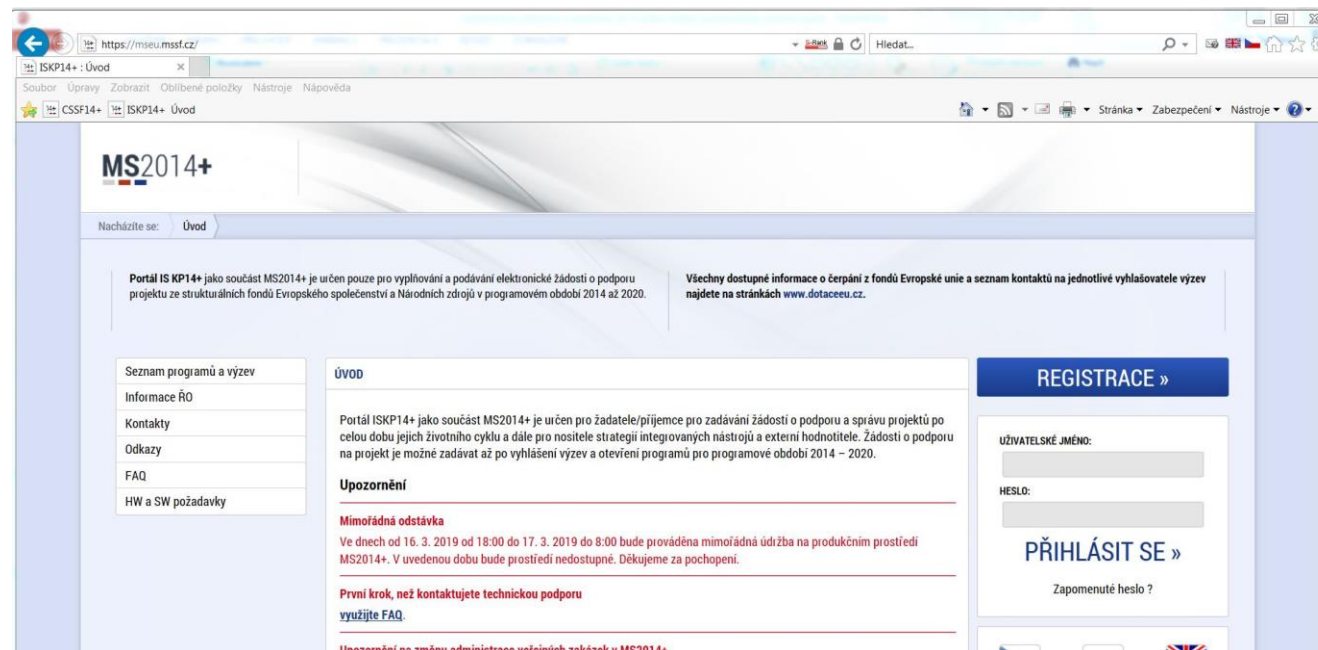 https://mseu.mssf.cz/
S-Rank
Hledat...
ISKP14+ : Úvod
Soubor Úpravy Zobrazit Oblíbené položky Nástroje Nápověda
CSSF14+ ISKP14+ Úvod
Stránka Zabezpečení Nástroje
MS2014+
Nacházíte se: Úvod
Portál IS KP14+ jako součást MS2014+ je určen pouze pro vyplňování a podávání elektronické žádosti o podporu
projektu ze strukturálních fondů Evropského společenství a Národních zdrojů v programovém období 2014 až 2020.
Všechny dostupné informace o čerpání z fondů Evropské unie a seznam kontaktů na jednotlivé vyhlašovatele výzev
najdete na stránkách www.dotaceeu.cz.
Seznam programů a výzev
Informace ŘO
Kontakty
Odkazy
FAQ
HW a SW požadavky
ÚVOD
Portál ISKP14+ jako součást MS2014+ je určen pro žadatele/příjemce pro zadávání žádostí o podporu a správu projektů po
celou dobu jejich životního cyklu a dále pro nositele strategií integrovaných nástrojů a externí hodnotitele. Žádosti o podporu
na projekt je možné zadávat až po vyhlášení výzev a otevření programů pro programové období 2014 – 2020.
Upozornění
Mimořádná odstávka
Ve dnech od 16. 3. 2019 od 18:00 do 17. 3. 2019 do 8:00 bude prováděna mimořádná údržba na produkčním prostředí
MS2014+. V uvedenou dobu bude prostředí nedostupné. Děkujeme za pochopení.
První krok, než kontaktujete technickou podporu
využijte FAQ.
Upozornění na změny administrace veřejných zakázek v MS2014+
REGISTRACE »
UŽIVATELSKÉ JMÉNO:
HESLO:
PŘIHLÁSIT SE »
Zapomenuté heslo ?